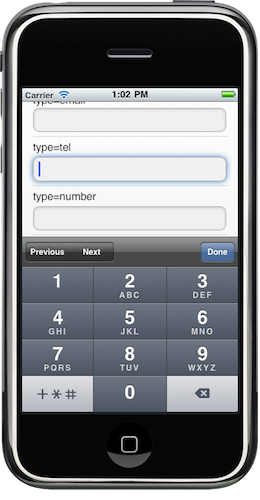 Carrier 1:02 PM
type=email
type=tel
type=number
Previous Next Done
1 2 3
ABC DEF
4 5 6
GHI JKL MNO
7 8 9
PQRS TUV WXYZ
+*# 0